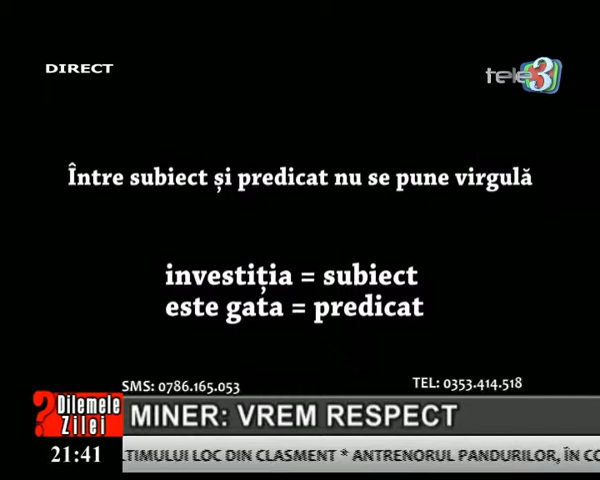 DIRECT
tele3
Între subiect și predicat nu se pune virgulă
investiția = subiect
este gata = predicat
SMS: 0786.165.053
TEL: 0353.414.518
? Dilemele
Zilei
MINER: VREM RESPECT
21:41
LTIMULUI LOC DIN CLASMENT * ANTRENORUL PANDURILOR, ÎN CO